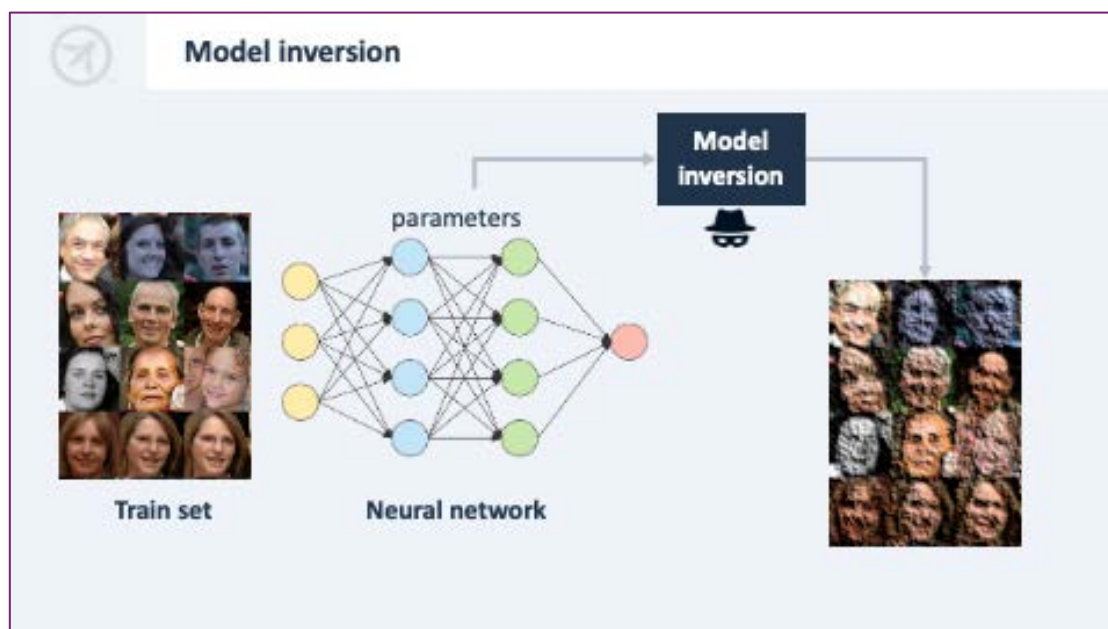 Model inversion
Model
inversion
parameters
Train set
Neural network